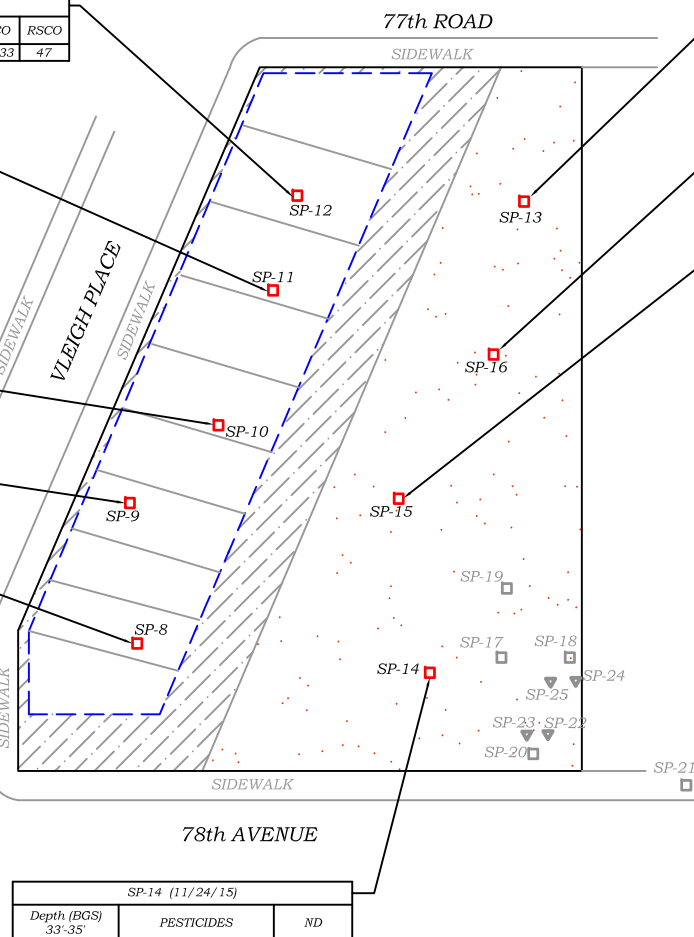 77th ROAD
RSCO
33 47
SIDEWALK
SP-12
SP-13
SP-11
VLEIGH PLACE
SIDEWALK
SIDEWALK
SP-16
SP-10
SP-9
SP-15
SP-19
SP-8
SP-17
SP-18
SP-14
SP-24
SP-25
SIDEWALK
SP-23
SP-22
SP-20
SP-21
SIDEWALK
78th AVENUE
SP-14 (11/24/15)
Depth (BGS)
33'-35'
PESTICIDES
ND